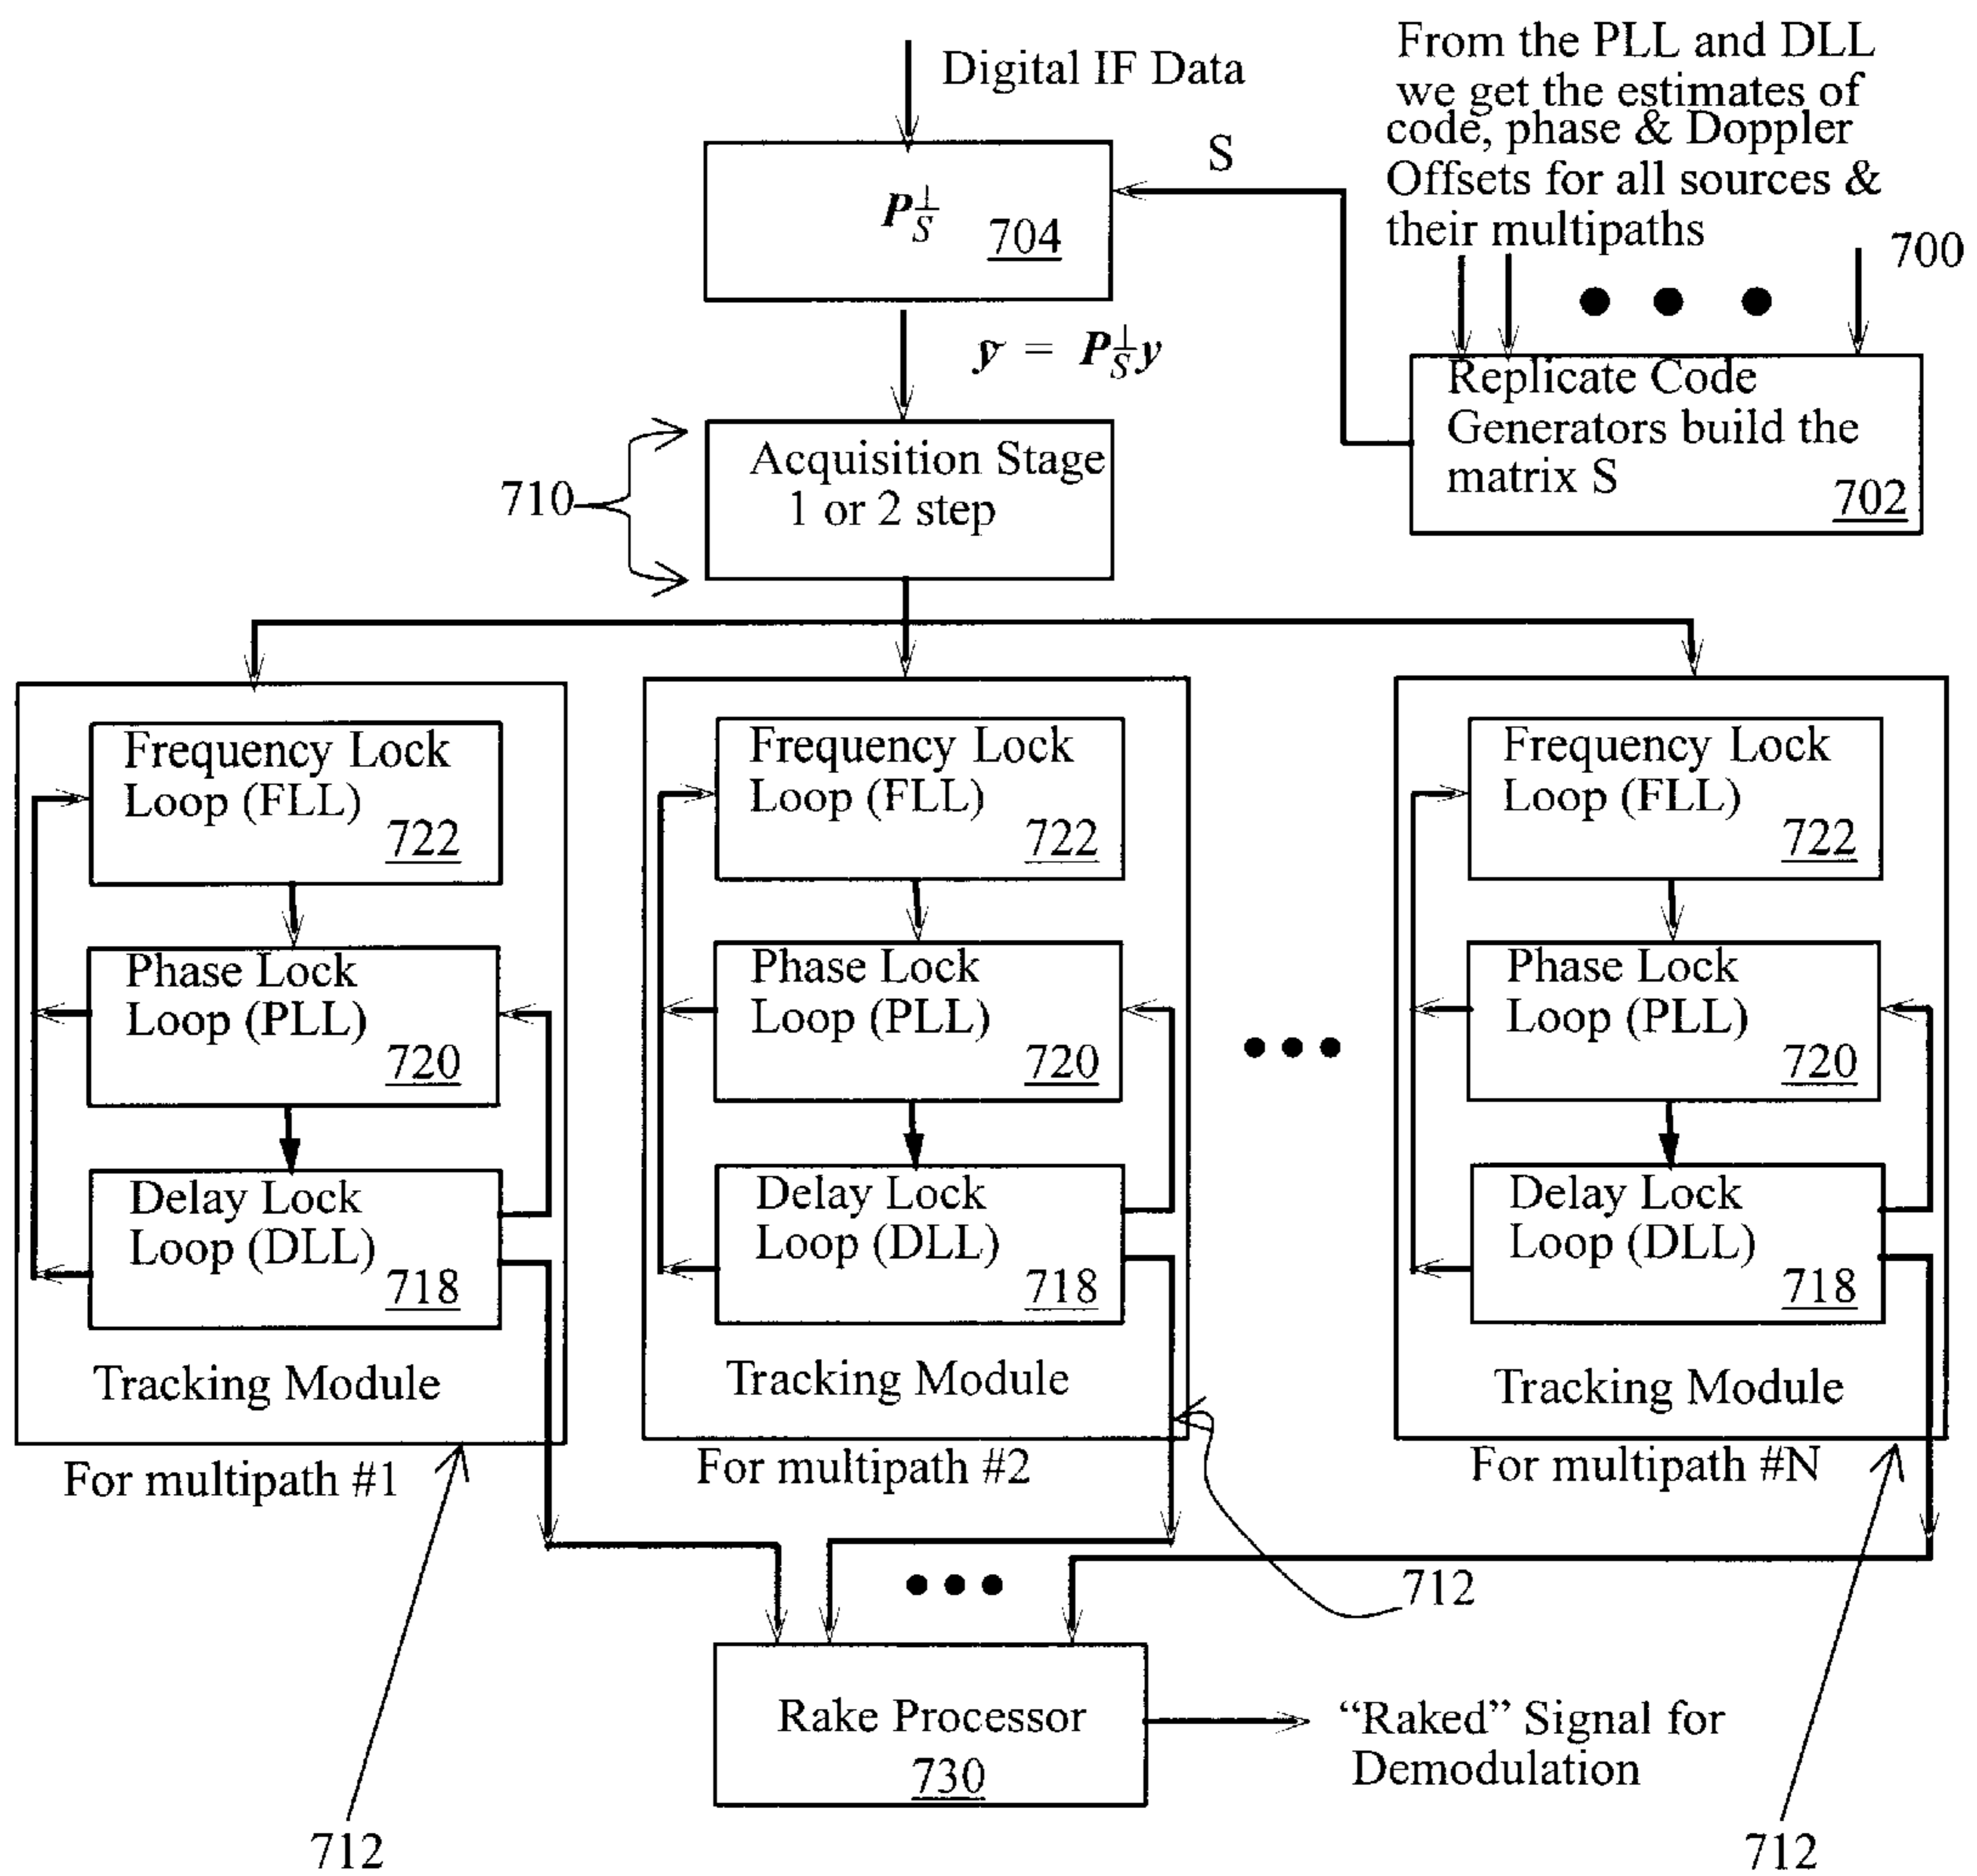 Digital IF Data
From the PLL and DLL
we get the estimates of
code, phase & Doppler
Offsets for all sources &
their multipaths
700
S
P⊥S
704
ỹ = P⊥S y
Replicate Code
Generators build the
matrix S
702
710
Acquisition Stage
1 or 2 step
Frequency Lock
Loop (FLL)
722
Phase Lock
Loop (PLL)
720
Delay Lock
Loop (DLL)
718
Tracking Module
For multipath #1
712
Frequency Lock
Loop (FLL)
722
Phase Lock
Loop (PLL)
720
Delay Lock
Loop (DLL)
718
Tracking Module
For multipath #2
712
Frequency Lock
Loop (FLL)
722
Phase Lock
Loop (PLL)
720
Delay Lock
Loop (DLL)
718
Tracking Module
For multipath #N
712
Rake Processor
730
“Raked” Signal for
Demodulation